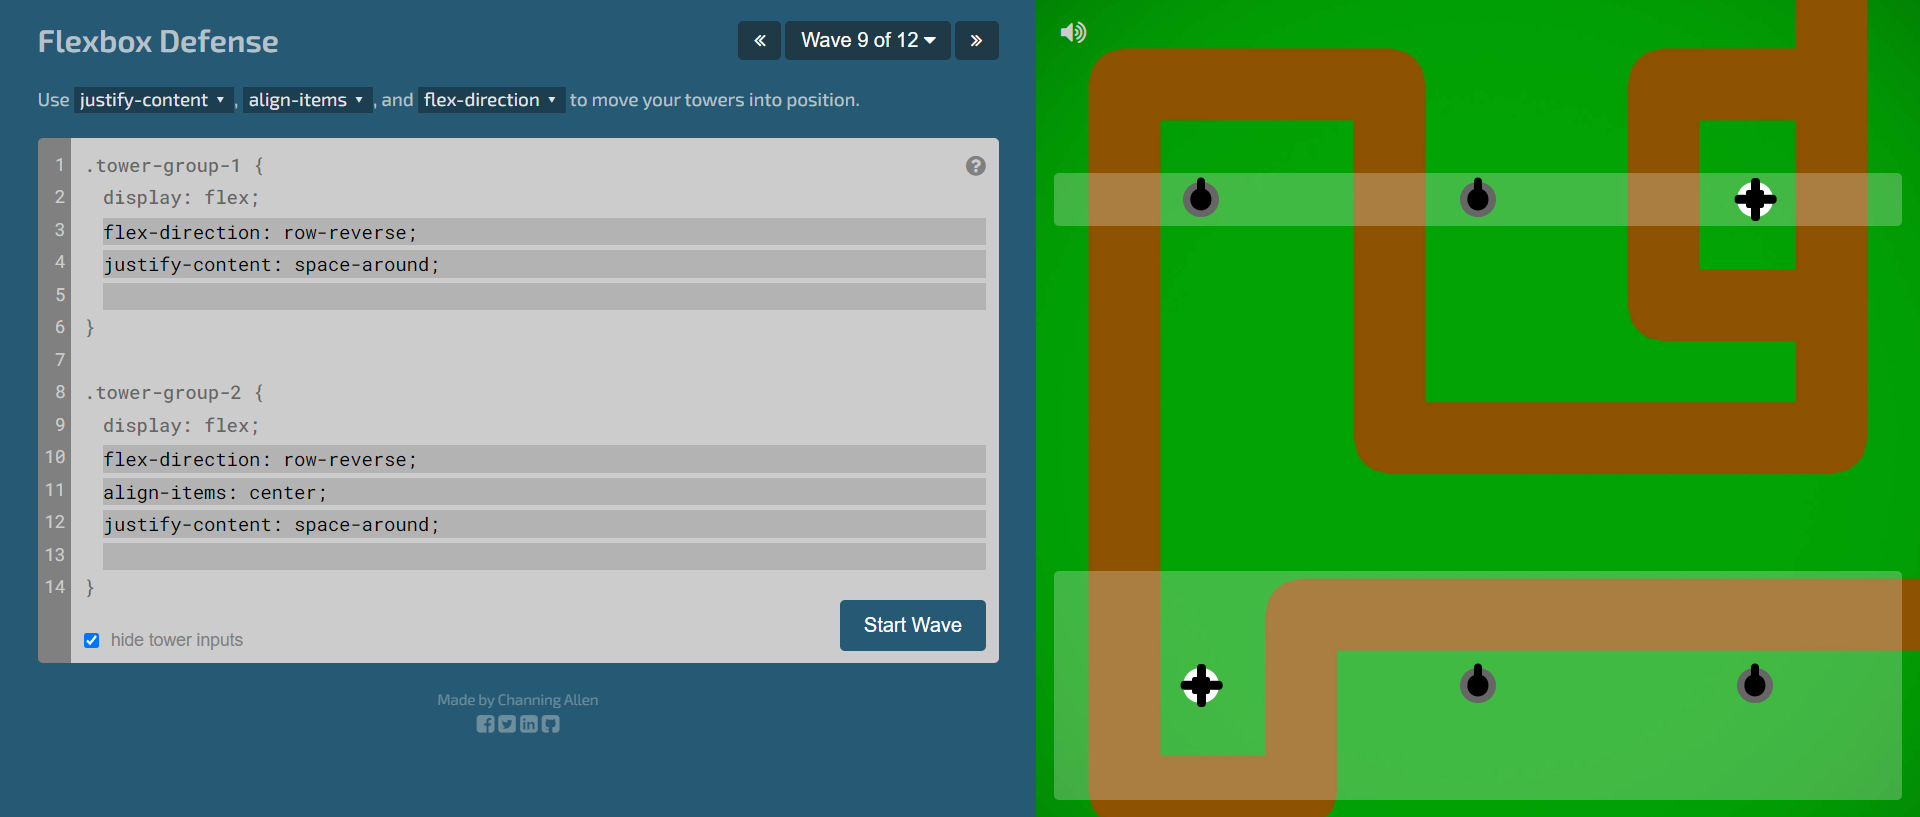 Flexbox Defense
« Wave 9 of 12 »
Use justify-content , align-items , and flex-direction to move your towers into position.
1 .tower-group-1 {
2 display: flex;
3 flex-direction: row-reverse;
4 justify-content: space-around;
5
6 }
7
8 .tower-group-2 {
9 display: flex;
10 flex-direction: row-reverse;
11 align-items: center;
12 justify-content: space-around;
13
14 }
hide tower inputs
Start Wave
Made by Channing Allen